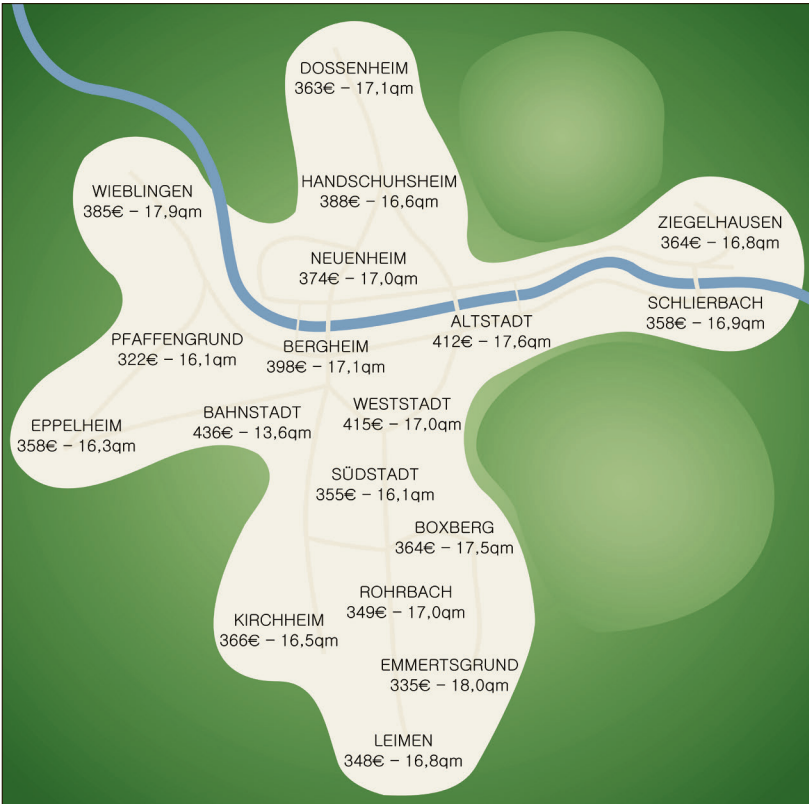 DOSSENHEIM
363€ – 17,1qm
WIEBLINGEN
385€ – 17,9qm
HANDSCHUHSHEIM
388€ – 16,6qm
ZIEGELHAUSEN
364€ – 16,8qm
NEUENHEIM
374€ – 17,0qm
SCHLIERBACH
358€ – 16,9qm
ALTSTADT
412€ – 17,6qm
PFAFFENGRUND
322€ – 16,1qm
BERGHEIM
398€ – 17,1qm
EPPELHEIM
358€ – 16,3qm
BAHNSTADT
436€ – 13,6qm
WESTSTADT
415€ – 17,0qm
SÜDSTADT
355€ – 16,1qm
BOXBERG
364€ – 17,5qm
ROHRBACH
349€ – 17,0qm
KIRCHHEIM
366€ – 16,5qm
EMMERTSGRUND
335€ – 18,0qm
LEIMEN
348€ – 16,8qm